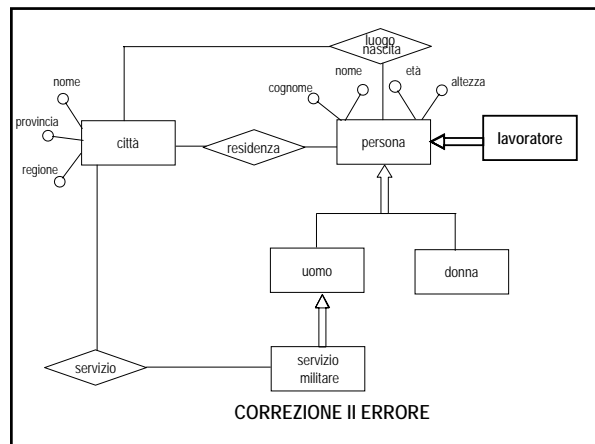 luogo
nascita
nome
cognome
nome
età
altezza
provincia
città
residenza
persona
lavoratore
regione
uomo
donna
servizio
servizio
militare
CORREZIONE II ERRORE